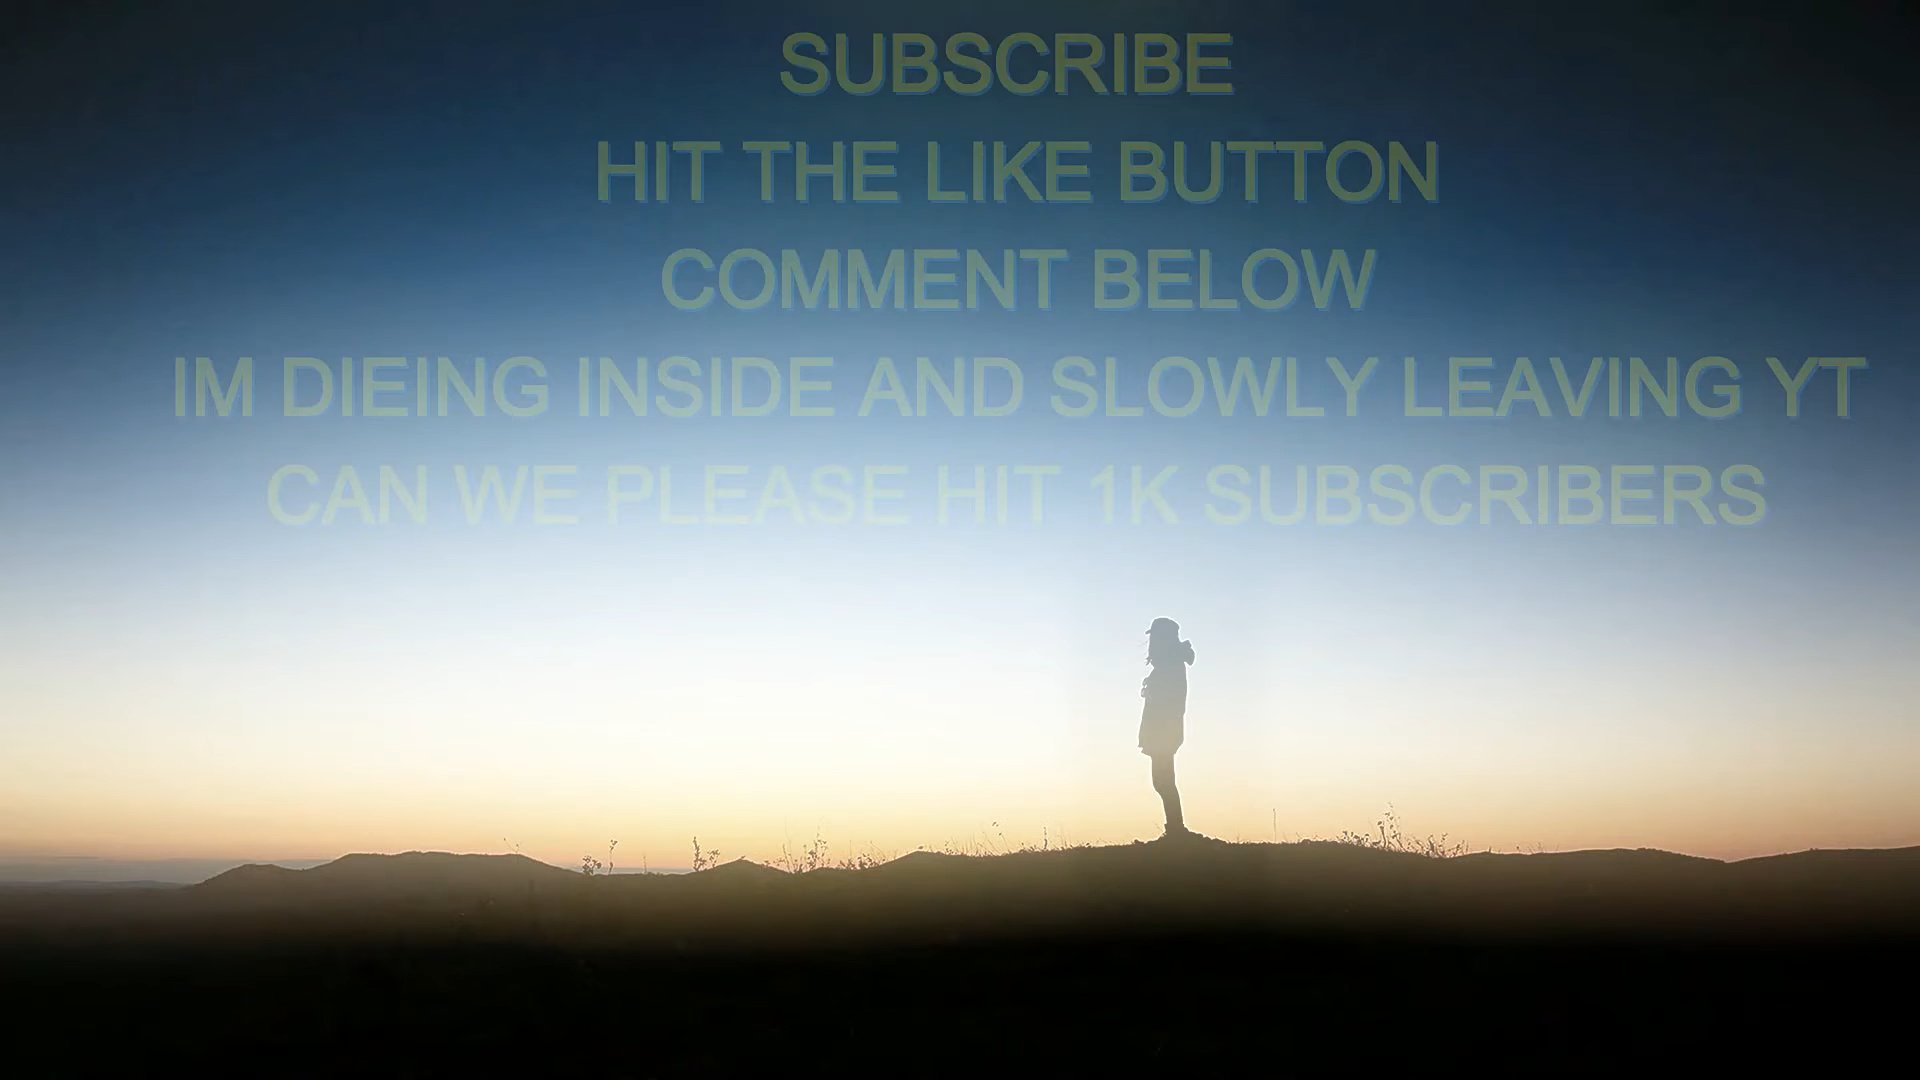 SUBSCRIBE
HIT THE LIKE BUTTON
COMMENT BELOW
IM DIEING INSIDE AND SLOWLY LEAVING YT
CAN WE PLEASE HIT 1K SUBSCRIBERS